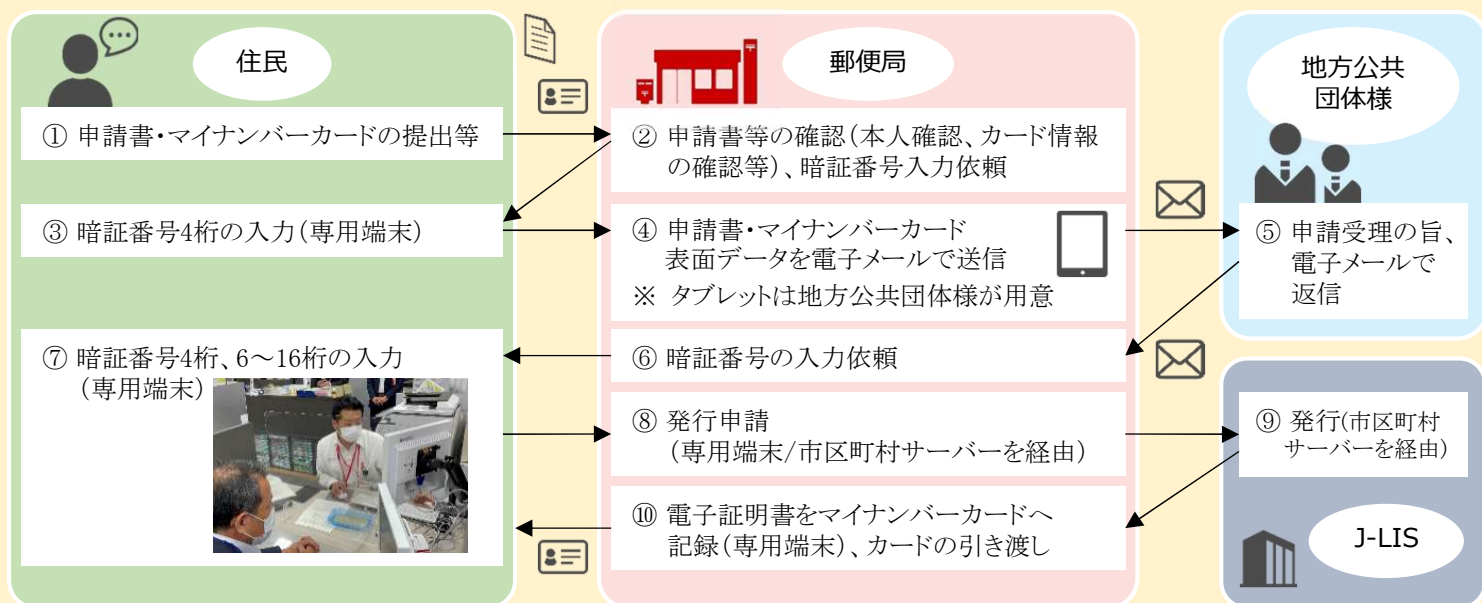 住民
郵便局
地方公共
団体様
① 申請書・マイナンバーカードの提出等
② 申請書等の確認(本人確認、カード情報
の確認等)、暗証番号入力依頼
③ 暗証番号4桁の入力(専用端末)
④ 申請書・マイナンバーカード
表面データを電子メールで送信
※ タブレットは地方公共団体様が用意
⑤ 申請受理の旨、
電子メールで
返信
⑥ 暗証番号の入力依頼
⑦ 暗証番号4桁、6~16桁の入力
(専用端末)
⑧ 発行申請
(専用端末/市区町村サーバーを経由)
⑨ 発行(市区町村
サーバーを経由)
⑩ 電子証明書をマイナンバーカードへ
記録(専用端末)、カードの引き渡し
J-LIS